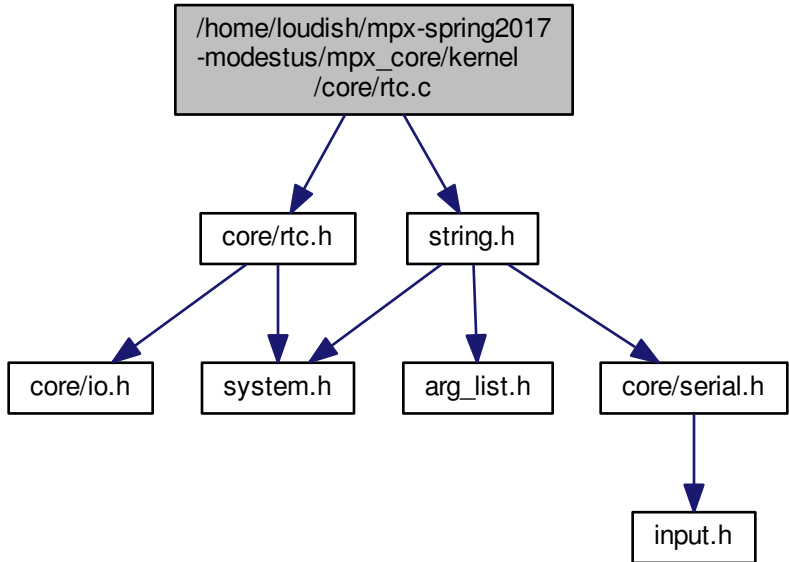 /home/loudish/mpx-spring2017
-modestus/mpx_core/kernel
/core/rtc.c
core/rtc.h
string.h
core/io.h
system.h
arg_list.h
core/serial.h
input.h